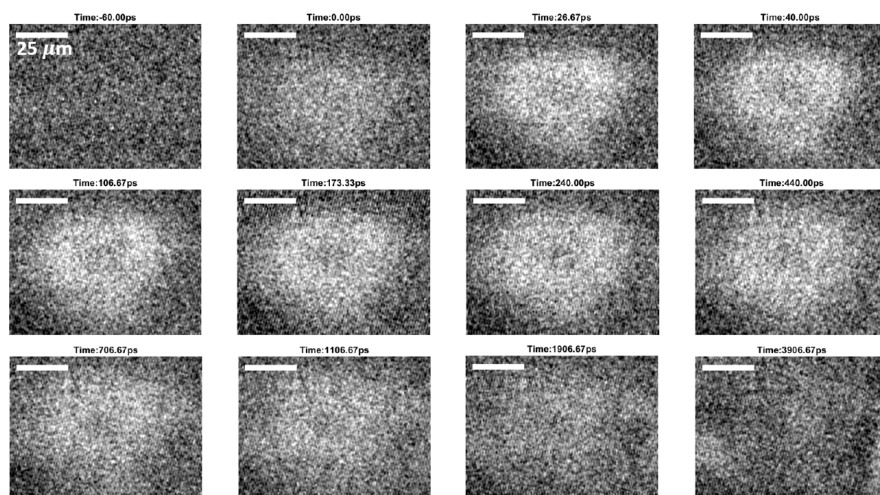 Time:-60.00ps
Time:0.00ps
Time:26.67ps
Time:40.00ps
25 μm
Time:106.67ps
Time:173.33ps
Time:240.00ps
Time:440.00ps
Time:706.67ps
Time:1106.67ps
Time:1906.67ps
Time:3906.67ps